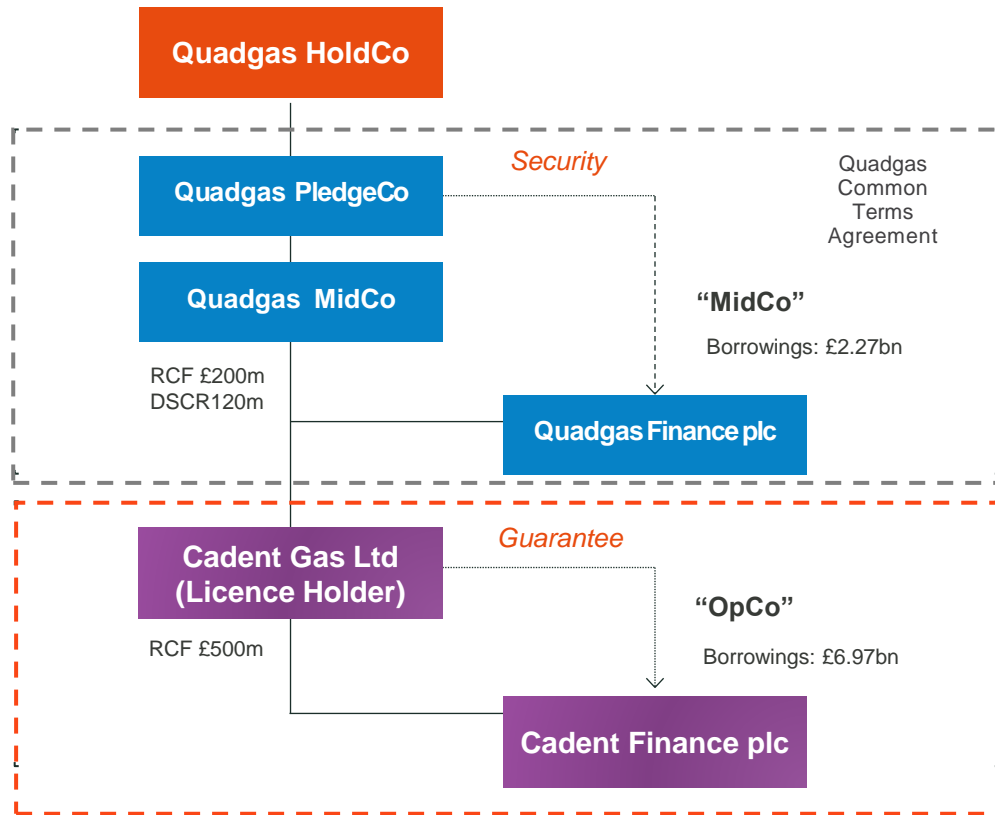 Quadgas HoldCo
Quadgas PledgeCo
Security
Quadgas
Common
Terms
Agreement
Quadgas MidCo
“MidCo”
Borrowings: £2.27bn
RCF £200m
DSCR120m
Quadgas Finance plc
Cadent Gas Ltd
(Licence Holder)
Guarantee
“OpCo”
RCF £500m
Borrowings: £6.97bn
Cadent Finance plc